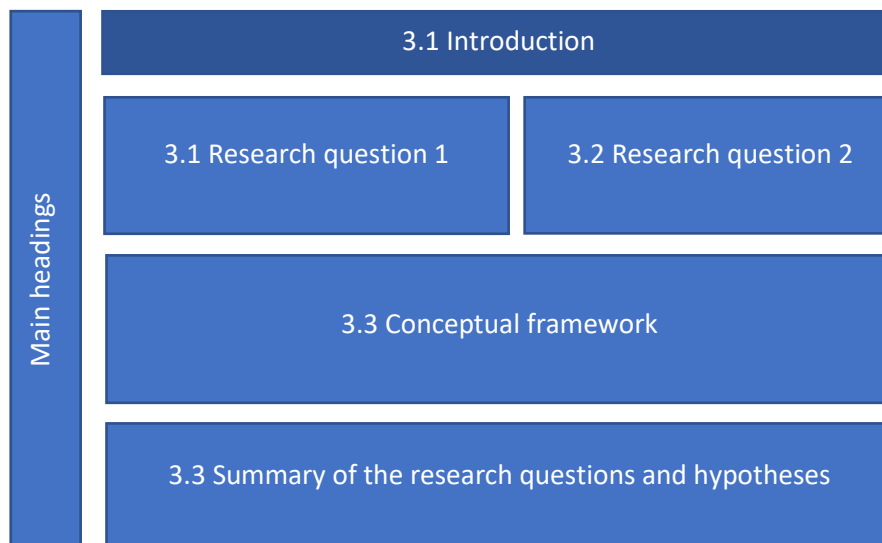 Main headings
3.1 Introduction
3.1 Research question 1
3.2 Research question 2
3.3 Conceptual framework
3.3 Summary of the research questions and hypotheses